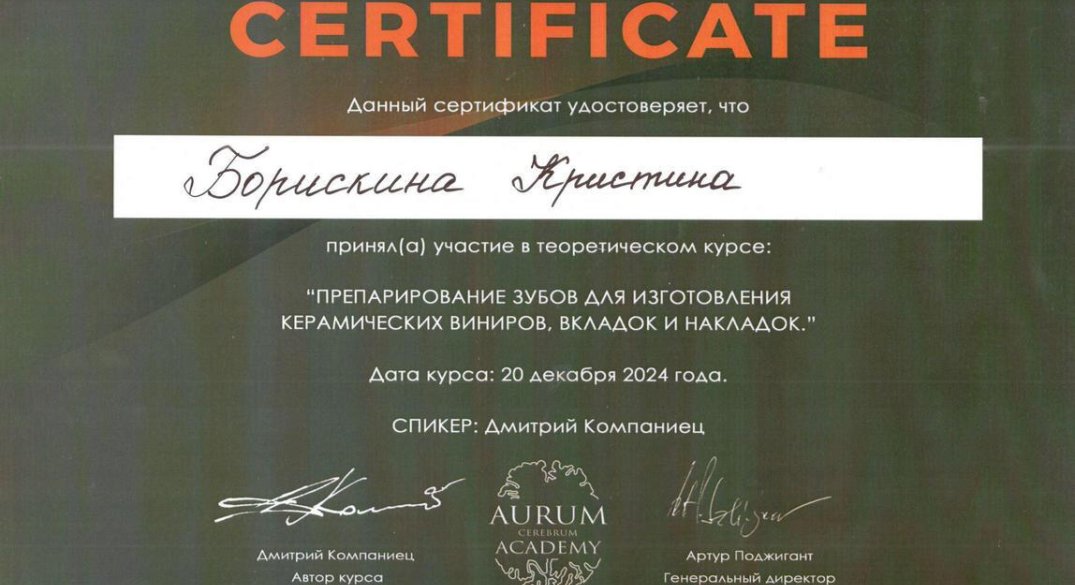 CERTIFICATE
Данный сертификат удостоверяет, что
Борискина Кристина
принял(а) участие в теоретическом курсе:
“ПРЕПАРИРОВАНИЕ ЗУБОВ ДЛЯ ИЗГОТОВЛЕНИЯ
КЕРАМИЧЕСКИХ ВИНИРОВ, ВКЛАДОК И НАКЛАДОК.”
Дата курса: 20 декабря 2024 года.
СПИКЕР: Дмитрий Компаниец
AURUM
CEREBRUM
ACADEMY
Дмитрий Компаниец
Автор курса
Артур Поджигант
Генеральный директор